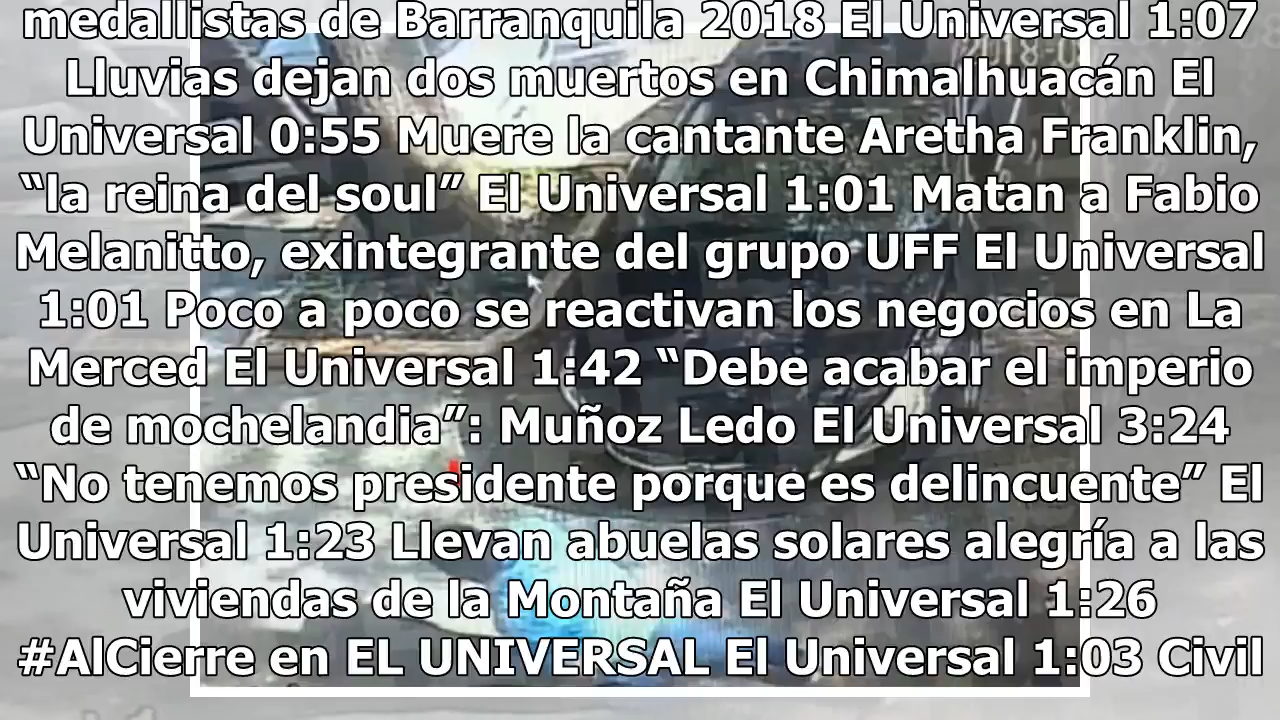 medallistas de Barranquila 2018 El Universal 1:07
Lluvias dejan dos muertos en Chimalhuacán El
Universal 0:55 Muere la cantante Aretha Franklin,
“la reina del soul” El Universal 1:01 Matan a Fabio
Melanitto, exintegrante del grupo UFF El Universal
1:01 Poco a poco se reactivan los negocios en La
Merced El Universal 1:42 “Debe acabar el imperio
de mochelandia”: Muñoz Ledo El Universal 3:24
“No tenemos presidente porque es delincuente” El
Universal 1:23 Llevan abuelas solares alegría a las
viviendas de la Montaña El Universal 1:26
#AlCierre en EL UNIVERSAL El Universal 1:03 Civil